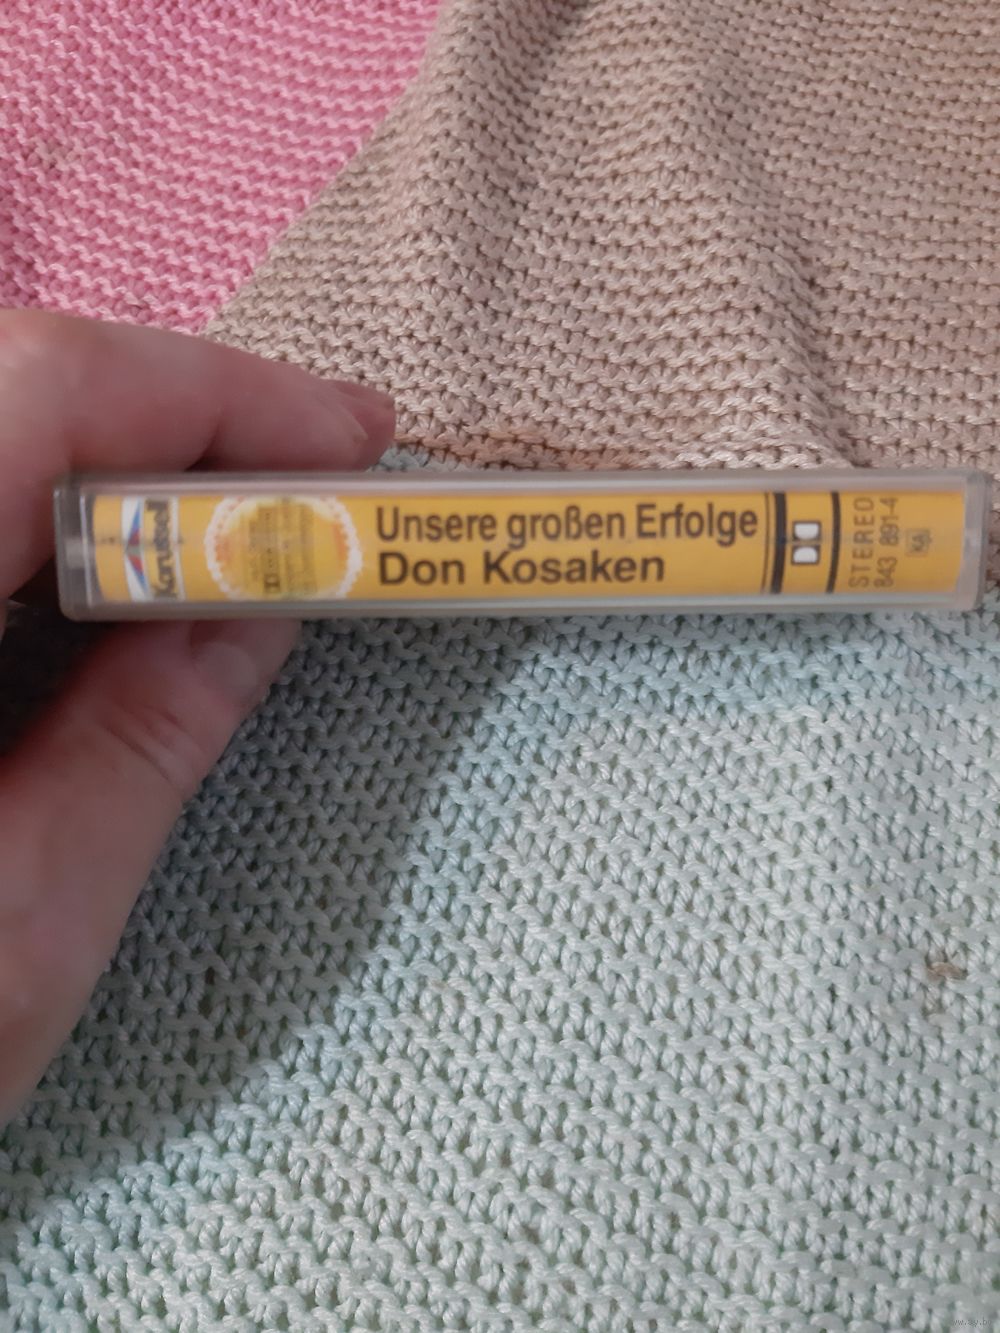 Karussell
Unsere großen Erfolge
Don Kosaken
STEREO
843 891-4